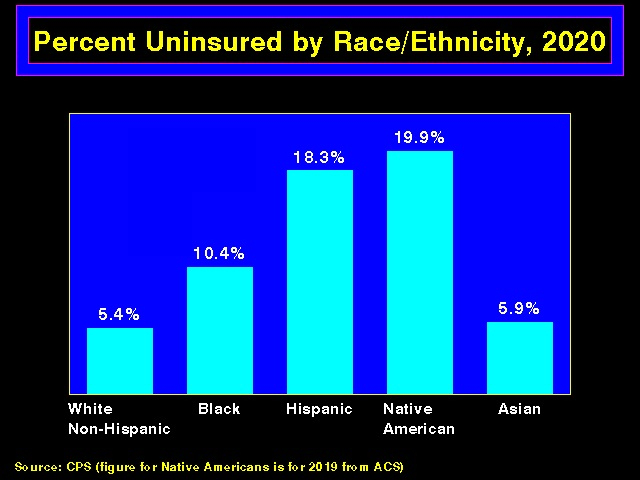 Percent Uninsured by Race/Ethnicity, 2020
19.9%
18.3%
10.4%
5.4%
5.9%
White Black Hispanic Native Asian
Non-Hispanic American
Source: CPS (figure for Native Americans is for 2019 from ACS)